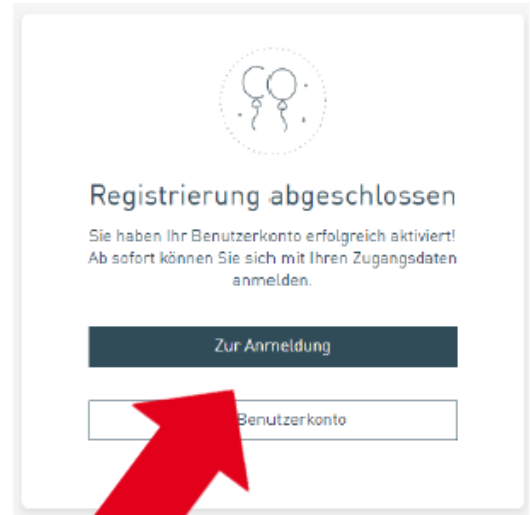 Registrierung abgeschlossen
Sie haben Ihr Benutzerkonto erfolgreich aktiviert!
Ab sofort können Sie sich mit Ihren Zugangsdaten
anmelden.
Zur Anmeldung
Benutzerkonto